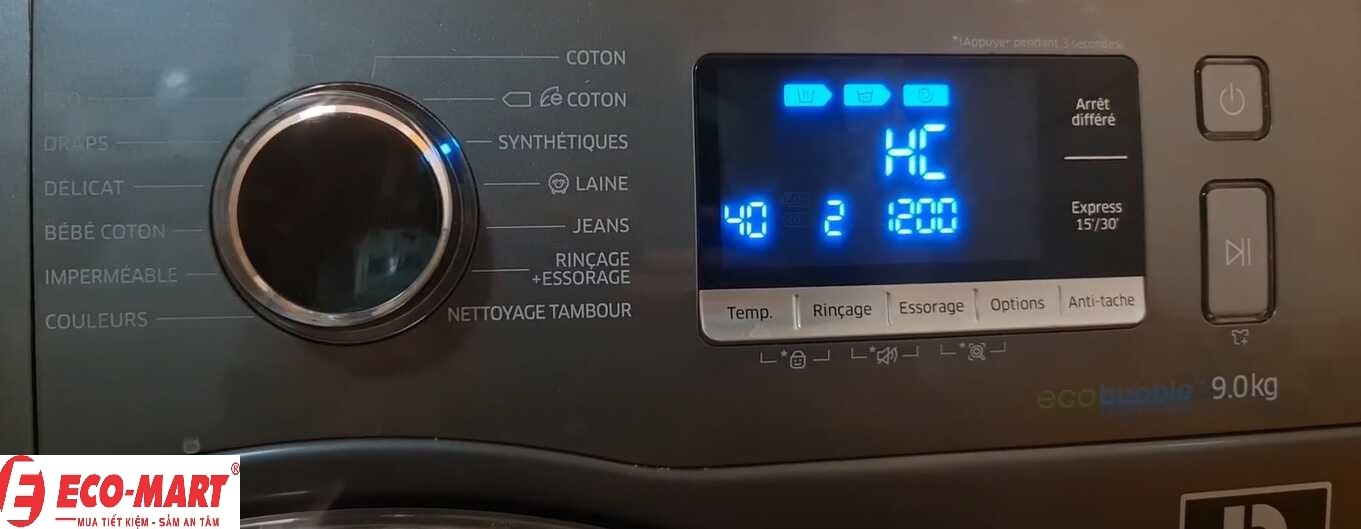 *(Appuyer pendant 3 secondes)
COTON
COTON
SYNTHÉTIQUES
LAINE
JEANS
RINÇAGE
+ESSORAGE
NETTOYAGE TAMBOUR
ECO
DRAPS
DÉLICAT
BÉBÉ COTON
IMPERMÉABLE
COULEURS
HC
40 2 1200
Arrêt
différé
Express
15'/30'
Temp. Rinçage Essorage Options Anti-tache
* * *
ecobubble 9.0kg
ECO-MART®
MUA TIẾT KIỆM - SẮM AN TÂM